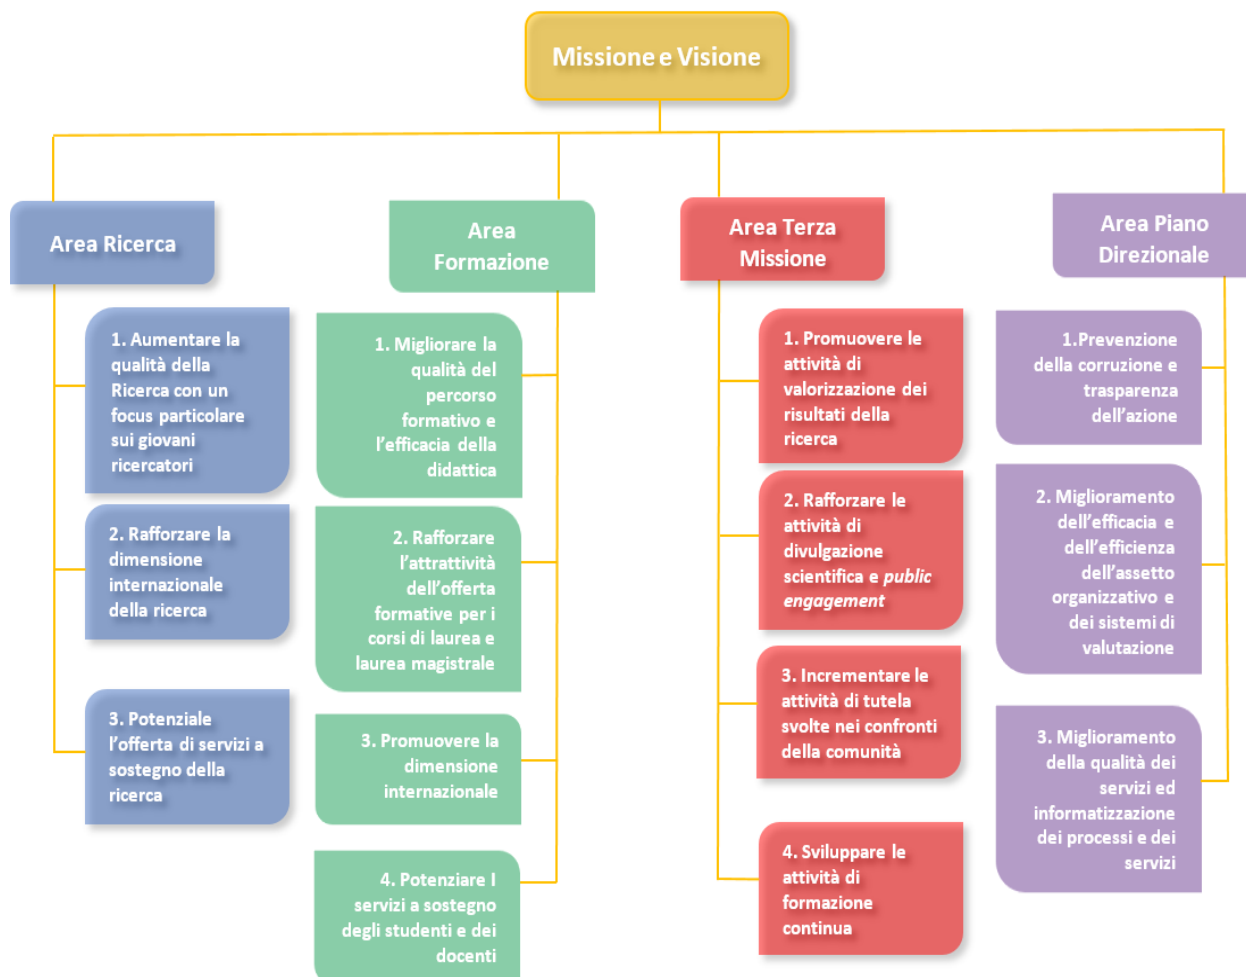 Missione e Visione
Area Ricerca
1. Aumentare la
qualità della
Ricerca con un
focus particolare
sui giovani
ricercatori
2. Rafforzare la
dimensione
internazionale
della ricerca
3. Potenziale
l'offerta di servizi a
sostegno della
ricerca
Area
Formazione
1. Migliorare la
qualità del
percorso
formativo e
l'efficacia della
didattica
2. Rafforzare
l'attrattività
dell'offerta
formative per i
corsi di laurea e
laurea magistrale
3. Promuovere la
dimensione
internazionale
4. Potenziare I
servizi a sostegno
degli studenti e dei
docenti
Area Terza
Missione
1. Promuovere le
attività di
valorizzazione dei
risultati della
ricerca
2. Rafforzare le
attività di
divulgazione
scientifica e public
engagement
3. Incrementare le
attività di tutela
svolte nei confronti
della comunità
4. Sviluppare le
attività di
formazione
continua
Area Piano
Direzionale
1.Prevenzione
della corruzione e
trasparenza
dell'azione
2. Miglioramento
dell'efficacia e
dell'efficienza
dell'assetto
organizzativo e
dei sistemi di
valutazione
3. Miglioramento
della qualità dei
servizi ed
informatizzazione
dei processi e dei
servizi